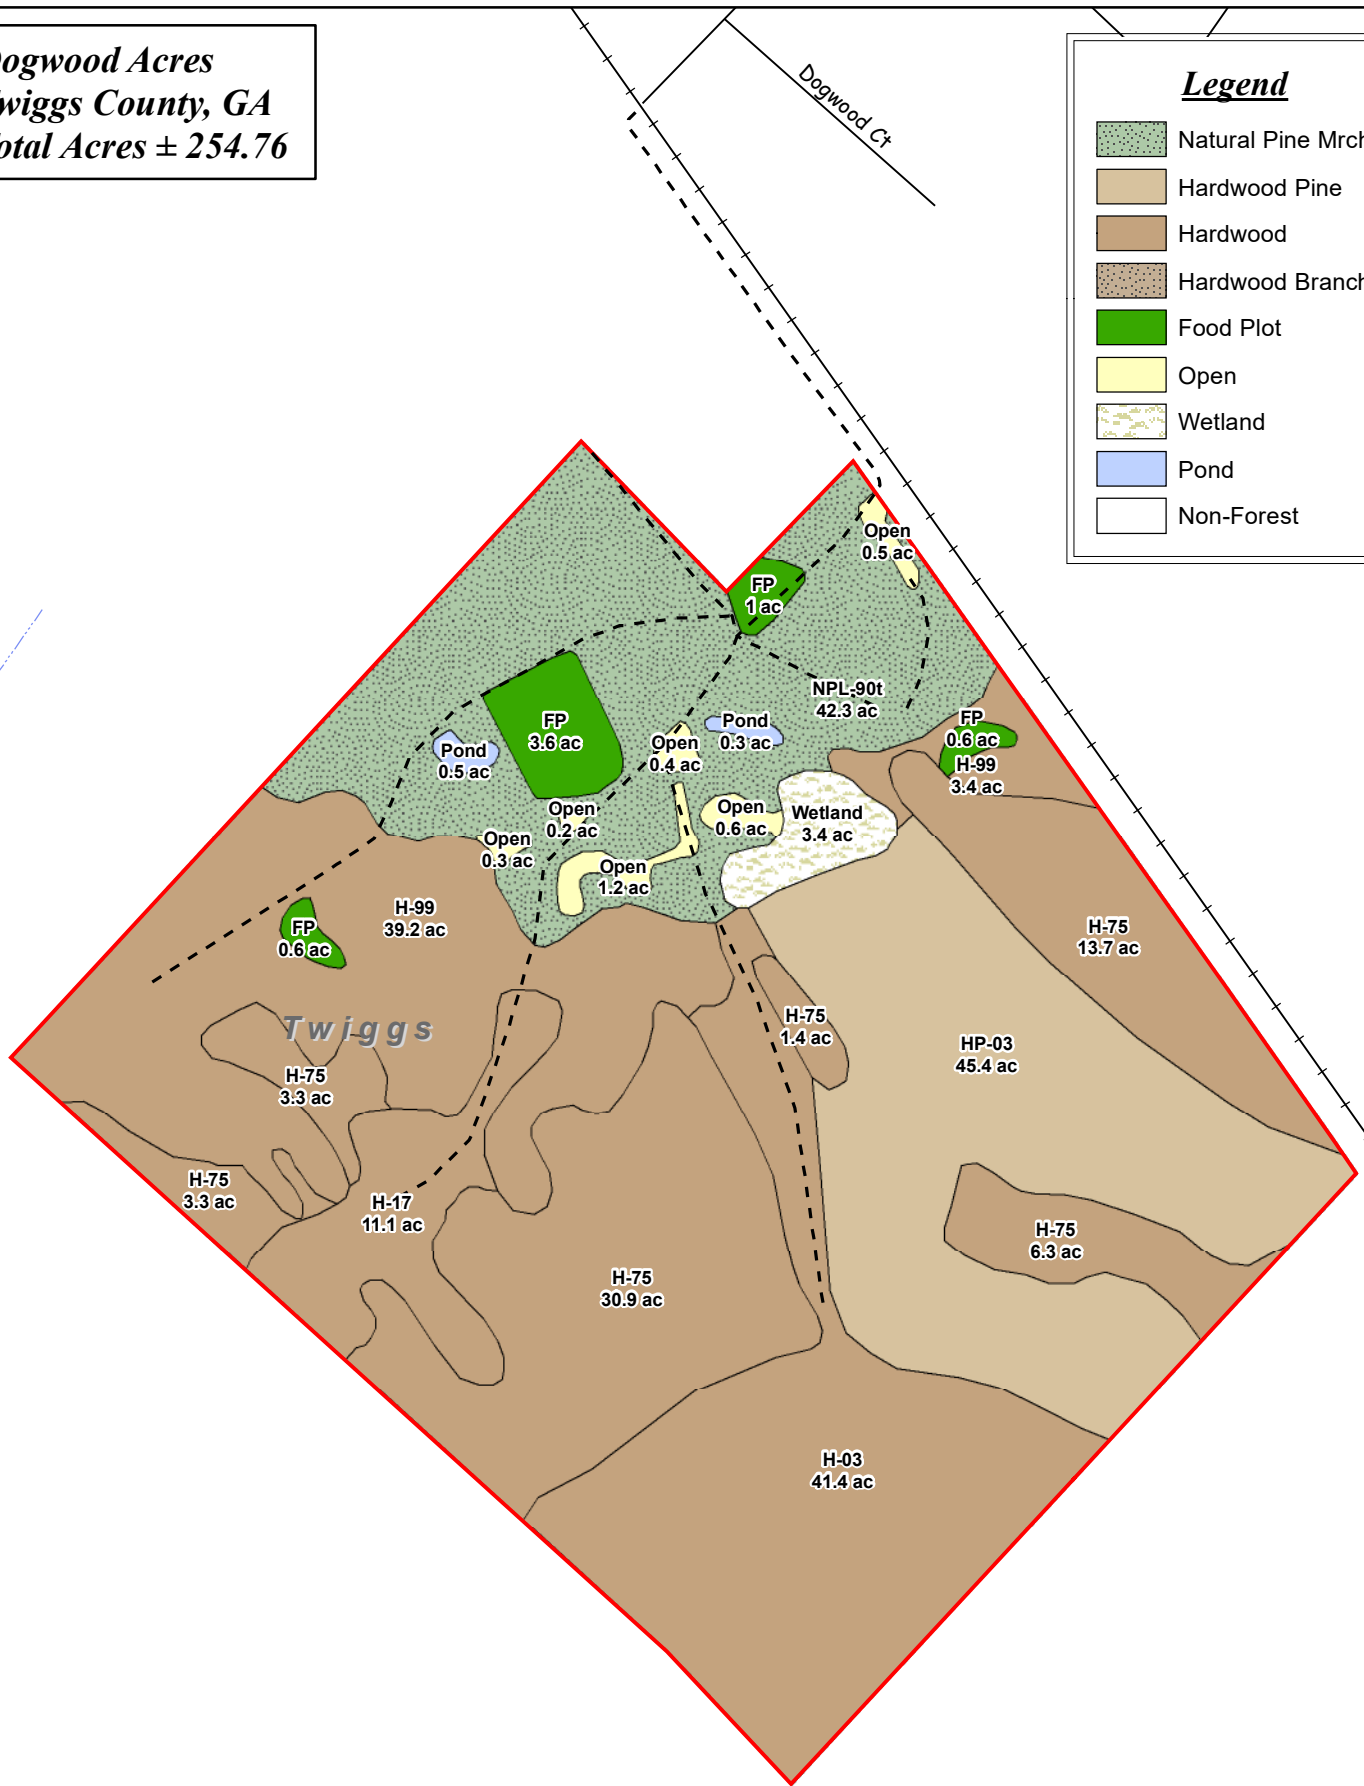 ogwood Acres
wiggs County, GA
otal Acres ± 254.76
Dogwood Ct
Legend
Natural Pine Mrch
Hardwood Pine
Hardwood
Hardwood Branch
Food Plot
Open
Wetland
Pond
Non-Forest
Open
0.5 ac
FP
1 ac
NPL-90t
42.3 ac
FP
3.6 ac
Pond
0.3 ac
FP
0.6 ac
Pond
0.5 ac
Open
0.4 ac
H-99
3.4 ac
Open
0.2 ac
Open
0.6 ac
Wetland
3.4 ac
Open
0.3 ac
Open
1.2 ac
H-99
39.2 ac
FP
0.6 ac
H-75
13.7 ac
Twiggs
H-75
1.4 ac
HP-03
45.4 ac
H-75
3.3 ac
H-75
3.3 ac
H-17
11.1 ac
H-75
6.3 ac
H-75
30.9 ac
H-03
41.4 ac